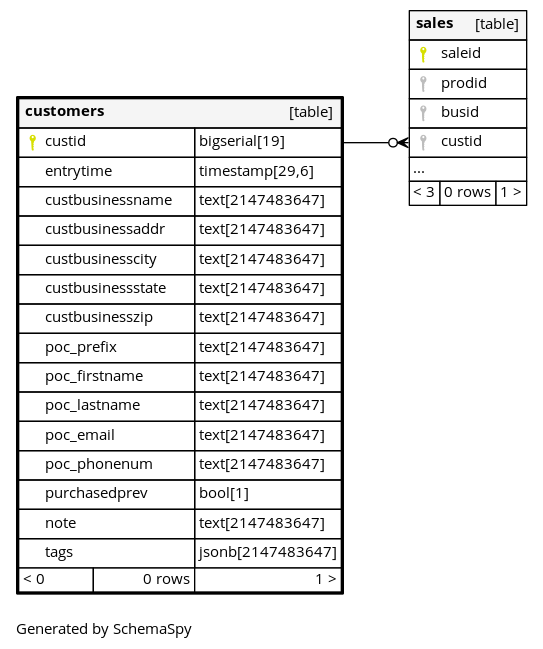 sales [table]
saleid
prodid
busid
custid
...
< 3 0 rows 1 >
customers [table]
custid bigserial[19]
entrytime timestamp[29,6]
custbusinessname text[2147483647]
custbusinessaddr text[2147483647]
custbusinesscity text[2147483647]
custbusinessstate text[2147483647]
custbusinesszip text[2147483647]
poc_prefix text[2147483647]
poc_firstname text[2147483647]
poc_lastname text[2147483647]
poc_email text[2147483647]
poc_phonenum text[2147483647]
purchasedprev bool[1]
note text[2147483647]
tags jsonb[2147483647]
< 0 0 rows 1 >
Generated by SchemaSpy